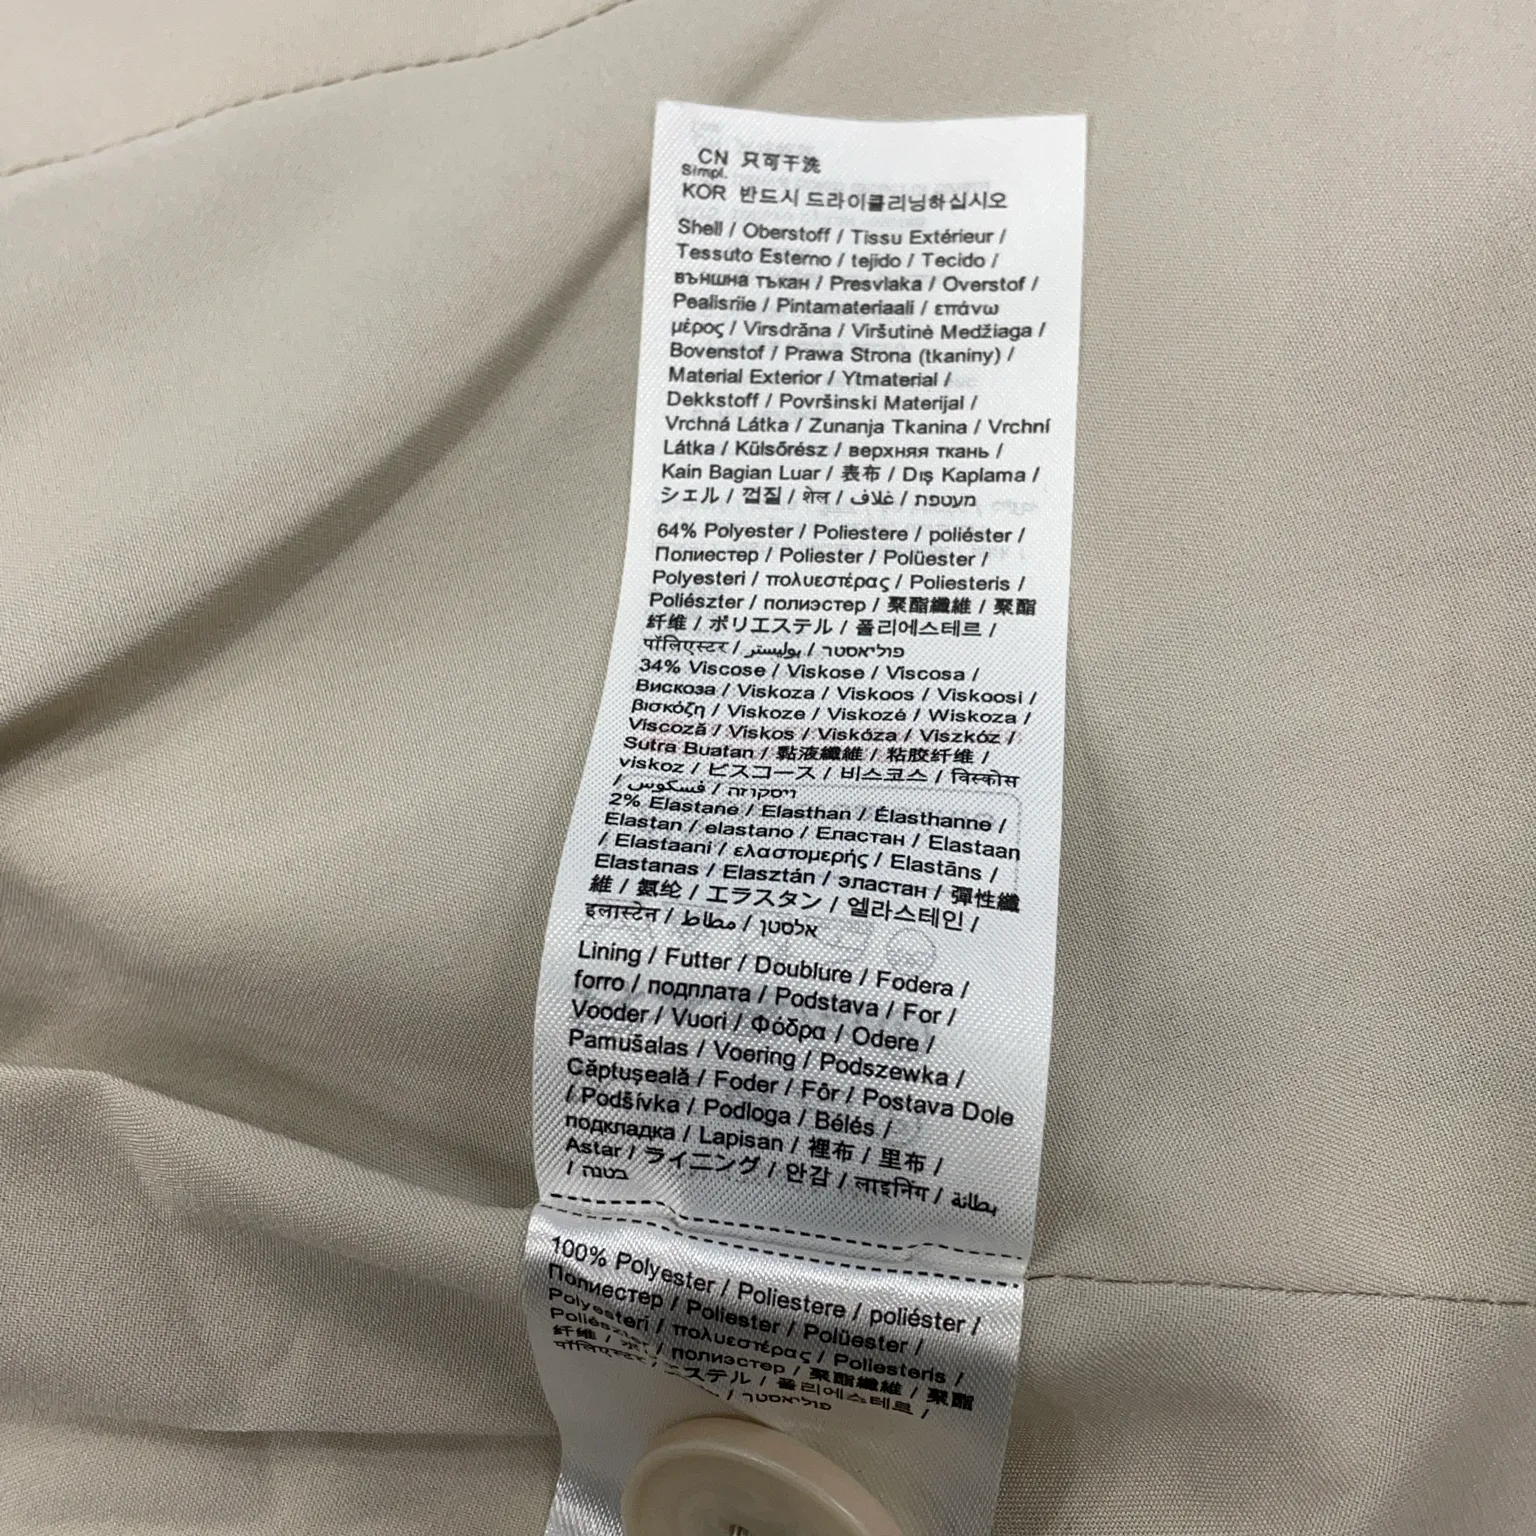 CN 只可干洗
Simpl.
KOR 반드시 드라이클리닝하십시오
Shell / Oberstoff / Tissu Extérieur /
Tessuto Esterno / tejido / Tecido /
външна тъкан / Presvlaka / Overstof /
Pealisriie / Pintamateriaali / επάνω
μέρος / Virsdrāna / Viršutinė Medžiaga /
Bovenstof / Prawa Strona (tkaniny) /
Material Exterior / Ytmaterial /
Dekkstoff / Površinski Materijal /
Vrchná Látka / Zunanja Tkanina / Vrchní
Látka / Külsőrész / верхняя ткань /
Kain Bagian Luar / 表布 / Dış Kaplama /
シェル / 껍질 / शेल / غلاف / מעטפת
64% Polyester / Poliestere / poliéster /
Полиестер / Poliester / Polüester /
Polyesteri / πολυεστέρας / Poliesteris /
Poliészter / полиэстер / 聚酯纖維 / 聚酯
纤维 / ポリエステル / 폴리에스테르 /
पॉलिएस्टर / بوليستر / פוליאסטר
34% Viscose / Viskose / Viscosa /
Вискоза / Viskoza / Viskoos / Viskoosi /
βισκόζη / Viskoze / Viskozė / Wiskoza /
Viscoză / Viskos / Viskóza / Viszkóz /
Sutra Buatan / 黏液纖維 / 粘胶纤维 /
viskoz / ビスコース / 비스코스 / विस्कोस
/ فسكوس / ויסקוזה
2% Elastane / Elasthan / Élasthanne /
Elastan / elastano / Еластан / Elastaan
/ Elastaani / ελαστομερής / Elastāns /
Elastanas / Elasztán / эластан / 彈性纖
維 / 氨纶 / エラスタン / 엘라스테인 /
इलास्टेन / مطاط / אלסטן
Lining / Futter / Doublure / Fodera /
forro / подплата / Podstava / For /
Vooder / Vuori / Φόδρα / Odere /
Pamušalas / Voering / Podszewka /
Căptuşeală / Foder / Fôr / Postava Dole
/ Podšívka / Podloga / Bélés /
подкладка / Lapisan / 裡布 / 里布 /
Astar / ライニング / 안감 / लाइनिंग / بطانة
/ בטנה
100% Polyester / Poliestere / poliéster /
Полиестер / Poliester / Polüester /
Polyesteri / πολυεστέρας / Poliesteris /
Poliészter / полиэстер / 聚酯纖維 / 聚酯
纤维 / ステル / 폴리에스테르 /
पॉलिएस्टर / פוליאסטר